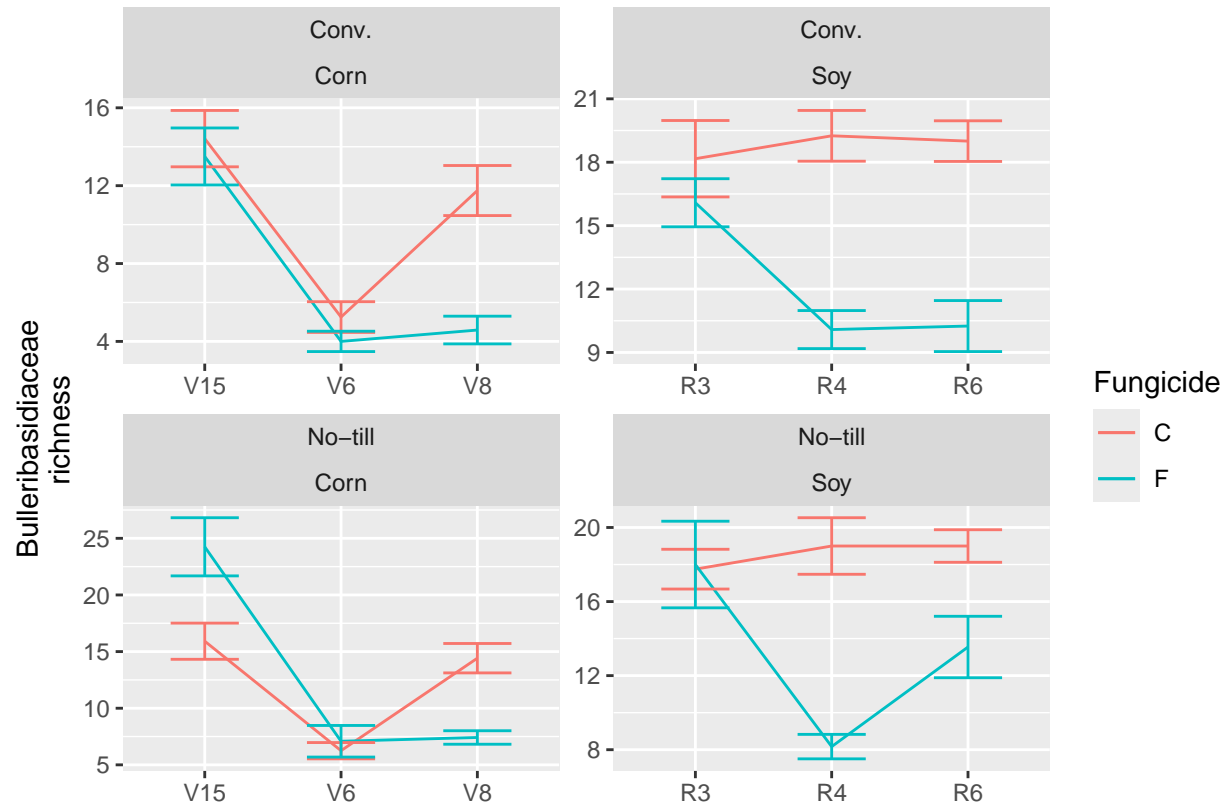 Conv.
Corn
16
12
8
4
V15 V6 V8
Conv.
Soy
21
18
15
12
9
R3 R4 R6
No−till
Corn
25
20
15
10
5
V15 V6 V8
No−till
Soy
20
16
12
8
R3 R4 R6
Bulleribasidiaceae
richness
Fungicide
C
F